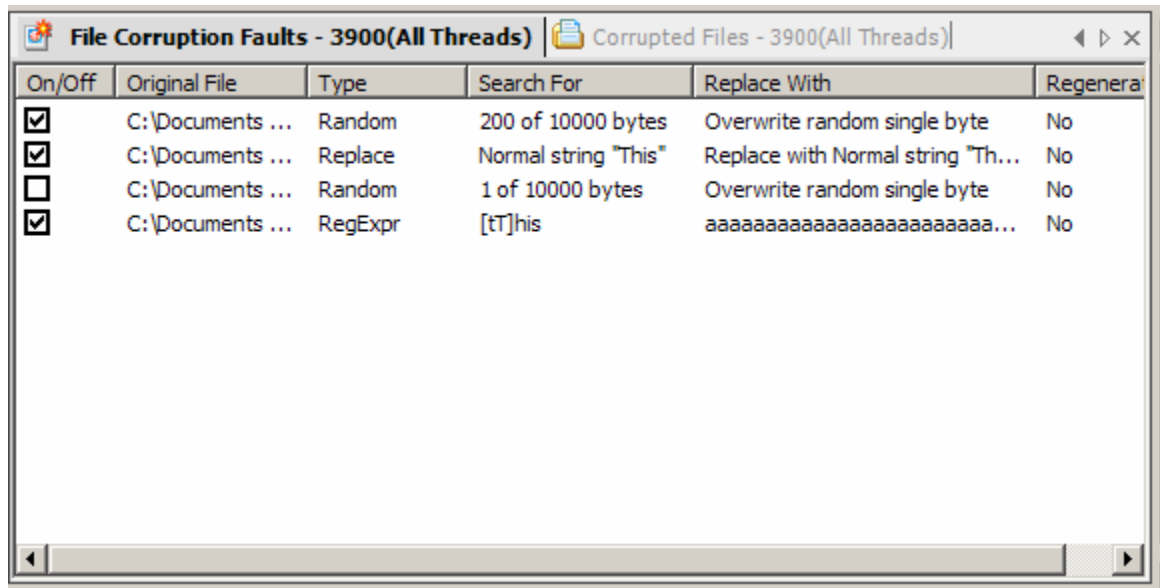 File Corruption Faults - 3900(All Threads) Corrupted Files - 3900(All Threads)
On/Off Original File Type Search For Replace With Regenera
C:\Documents ... Random 200 of 10000 bytes Overwrite random single byte No
C:\Documents ... Replace Normal string "This" Replace with Normal string "Th... No
C:\Documents ... Random 1 of 10000 bytes Overwrite random single byte No
C:\Documents ... RegExpr [tT]his aaaaaaaaaaaaaaaaaaaaaaaa... No